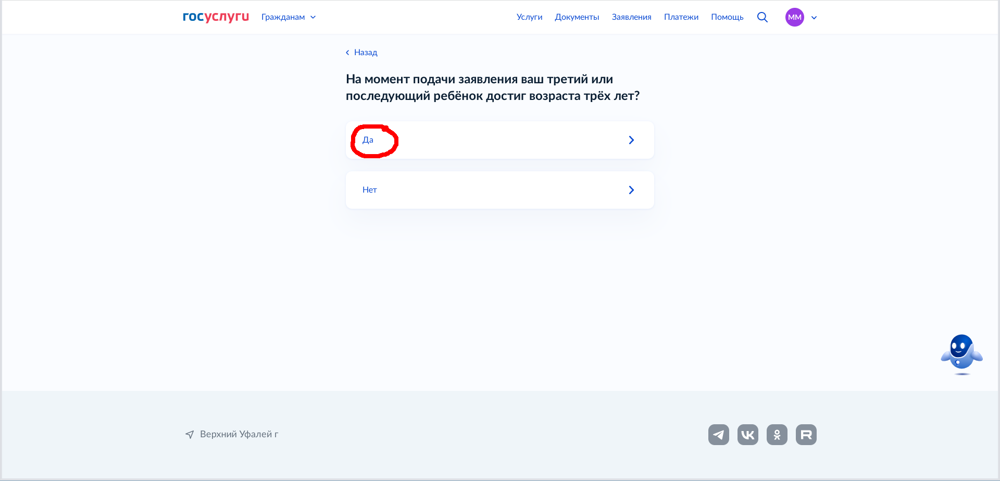 госуслуги Гражданам Услуги Документы Заявления Платежи Помощь ММ
Назад
На момент подачи заявления ваш третий или
последующий ребёнок достиг возраста трёх лет?
Да
Нет
Верхний Уфалей г